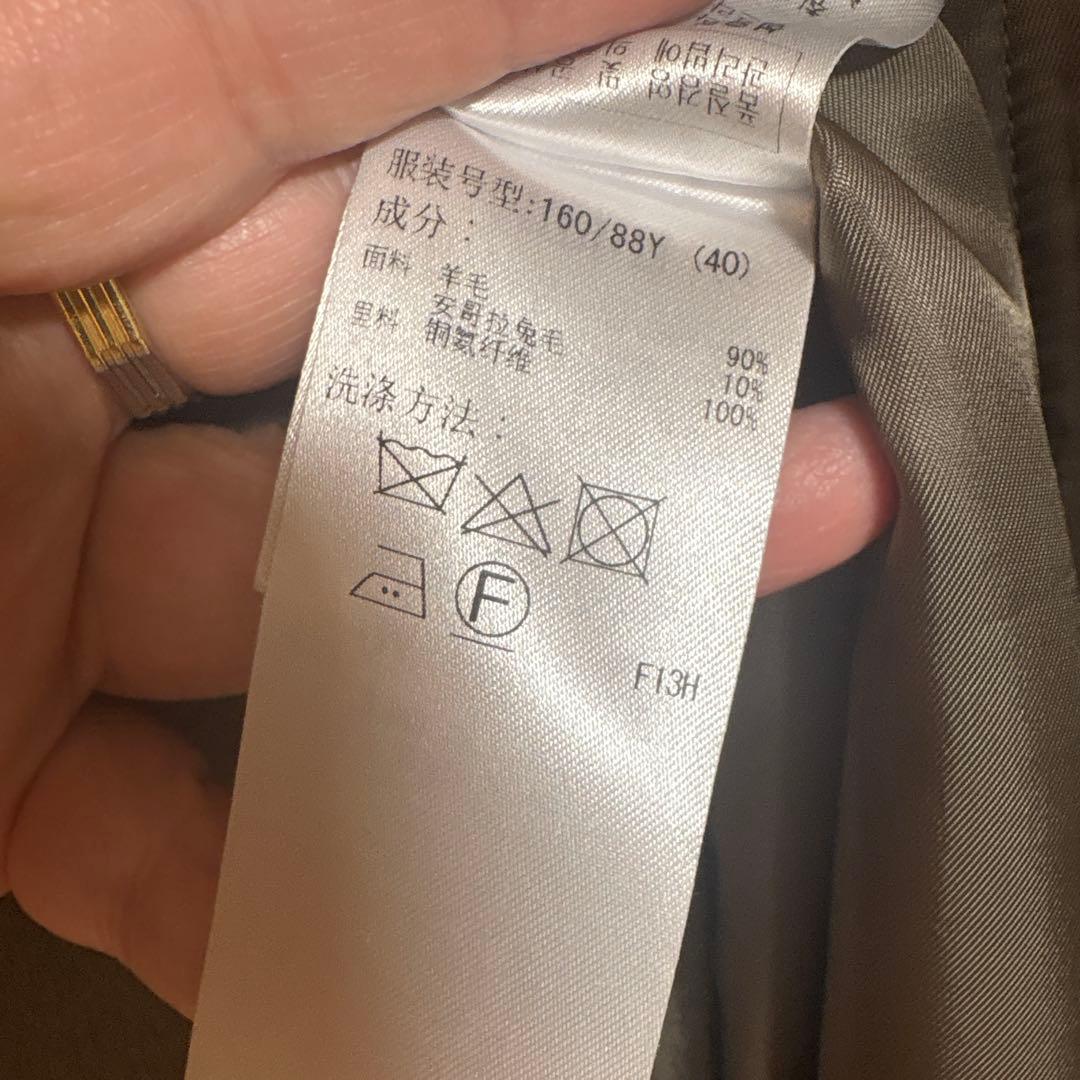 服装号型:160/88Y (40)
成分:
面料 羊毛 90%
安哥拉兔毛 10%
里料 铜氨纤维 100%
洗涤方法:
F
F13H